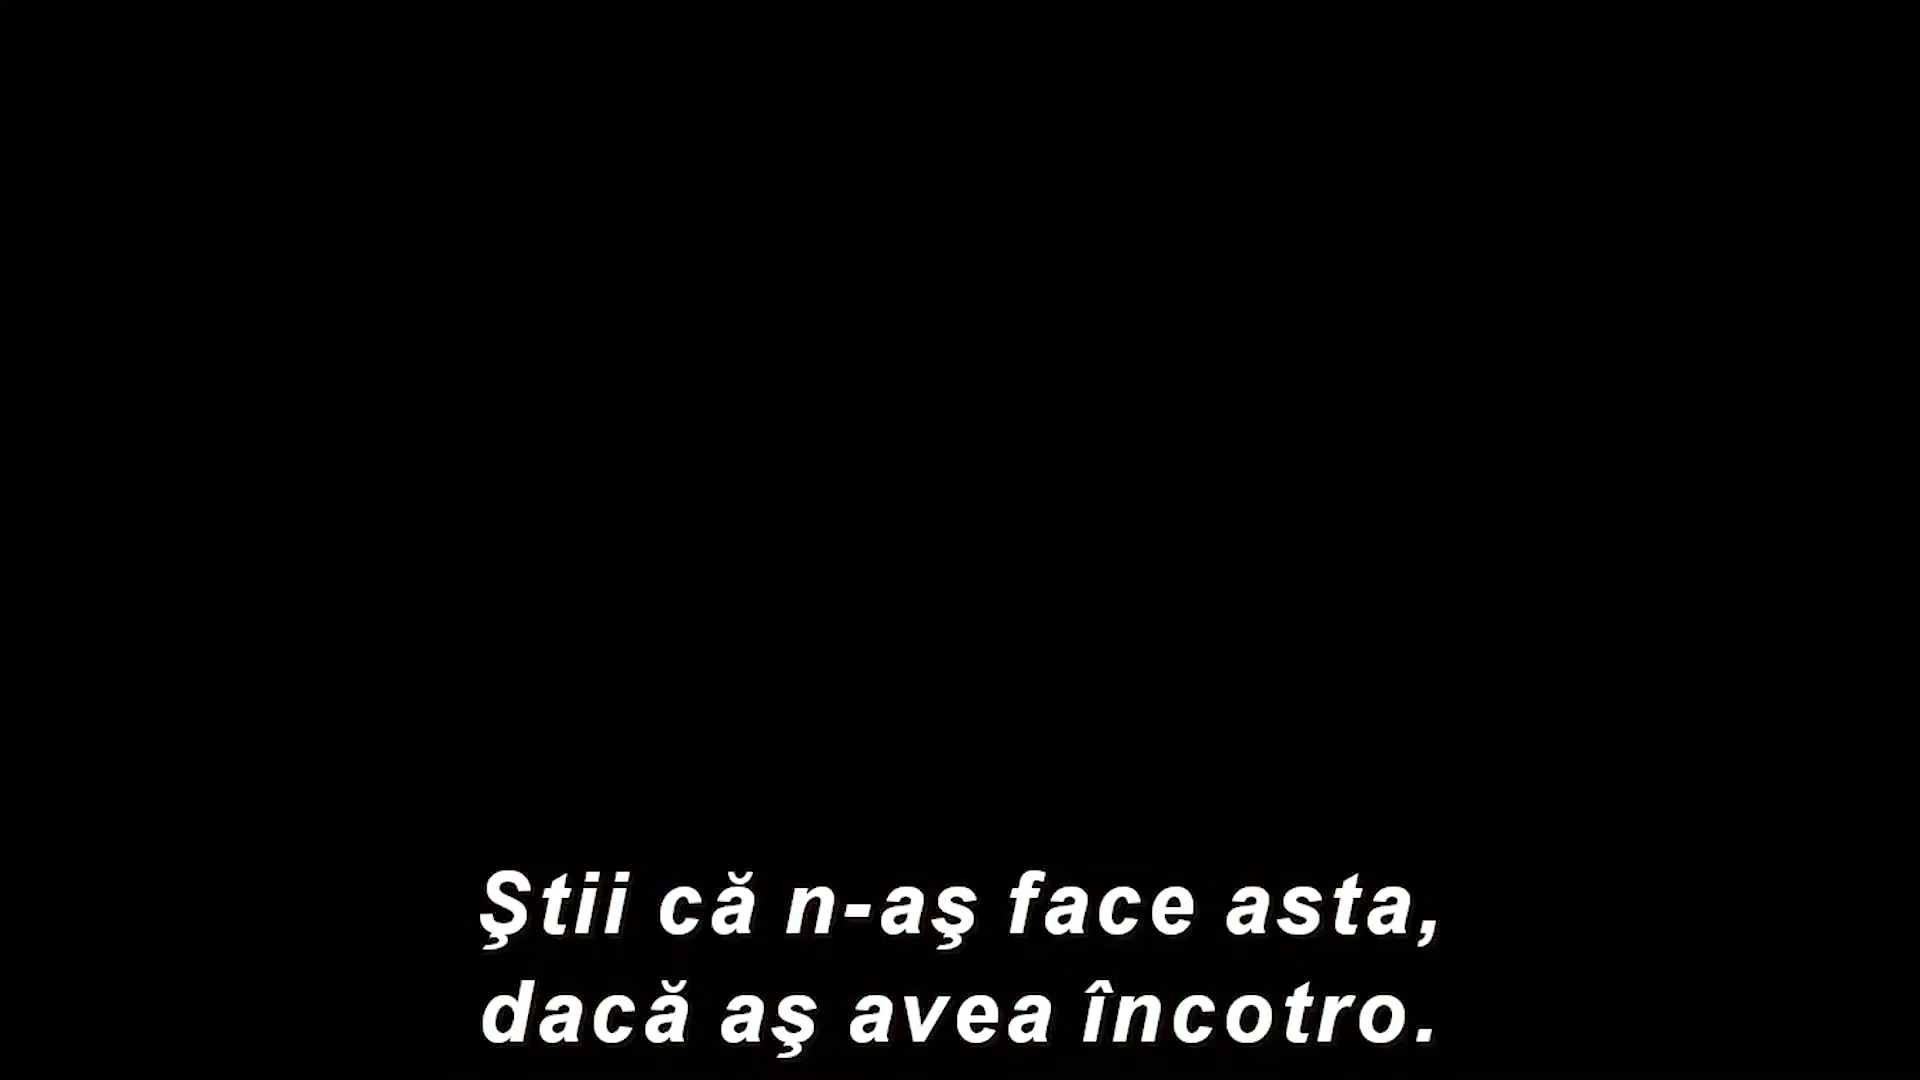 Ştii că n-aş face asta,
dacă aş avea încotro.